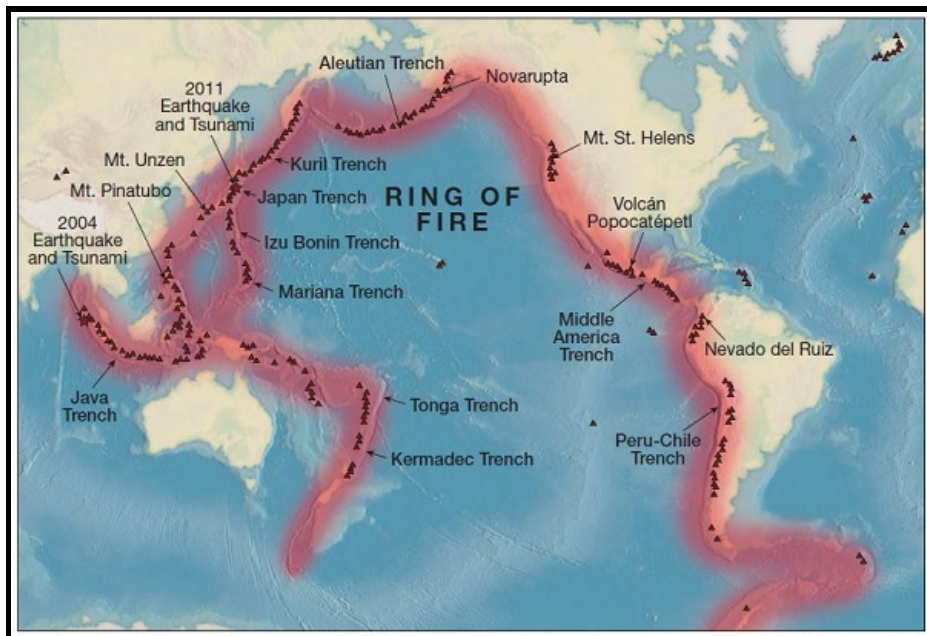 Aleutian Trench
Novarupta
2011
Earthquake
and Tsunami
Mt. St. Helens
Mt. Unzen
Kuril Trench
Mt. Pinatubo
Japan Trench
RING OF
FIRE
Volcán
Popocatépetl
2004
Earthquake
and Tsunami
Izu Bonin Trench
Mariana Trench
Middle
America
Trench
Nevado del Ruiz
Java
Trench
Tonga Trench
Peru-Chile
Trench
Kermadec Trench